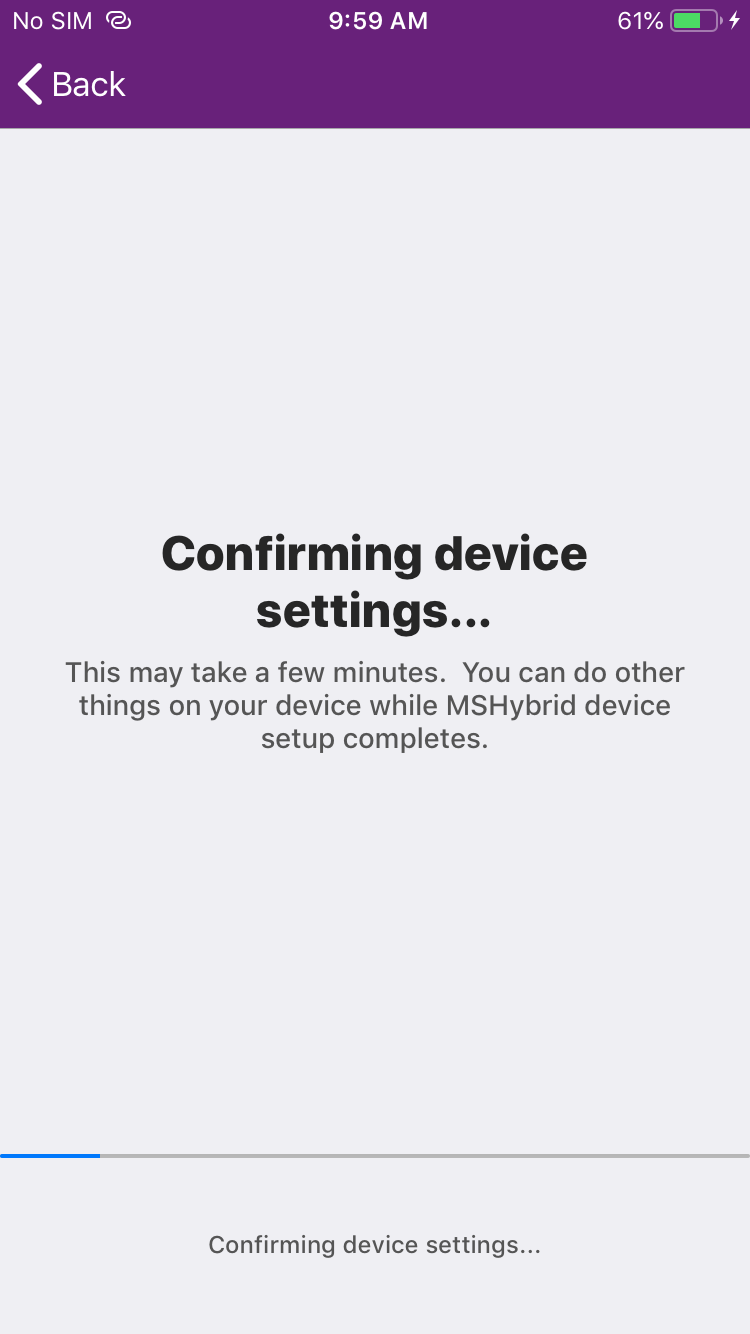 No SIM 9:59 AM 61%
Back
Confirming device
settings...
This may take a few minutes.  You can do other
things on your device while MSHybrid device
setup completes.
Confirming device settings...